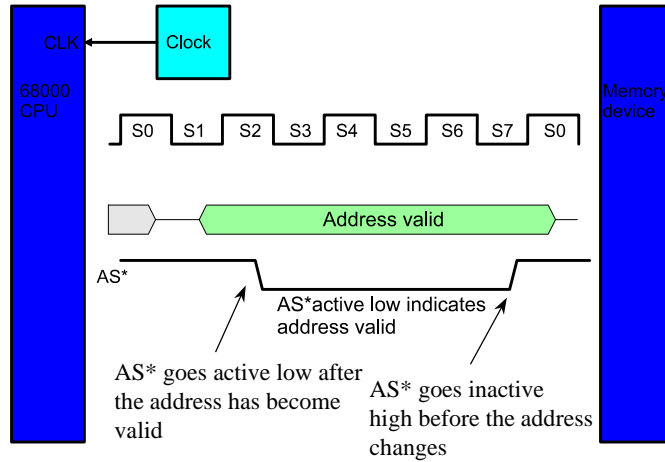 CLK
Clock
68000
CPU
Memory
device
S0 S1 S2 S3 S4 S5 S6 S7 S0
Address valid
AS*
AS*active low indicates
address valid
AS* goes active low after
the address has become
valid
AS* goes inactive
high before the address
changes